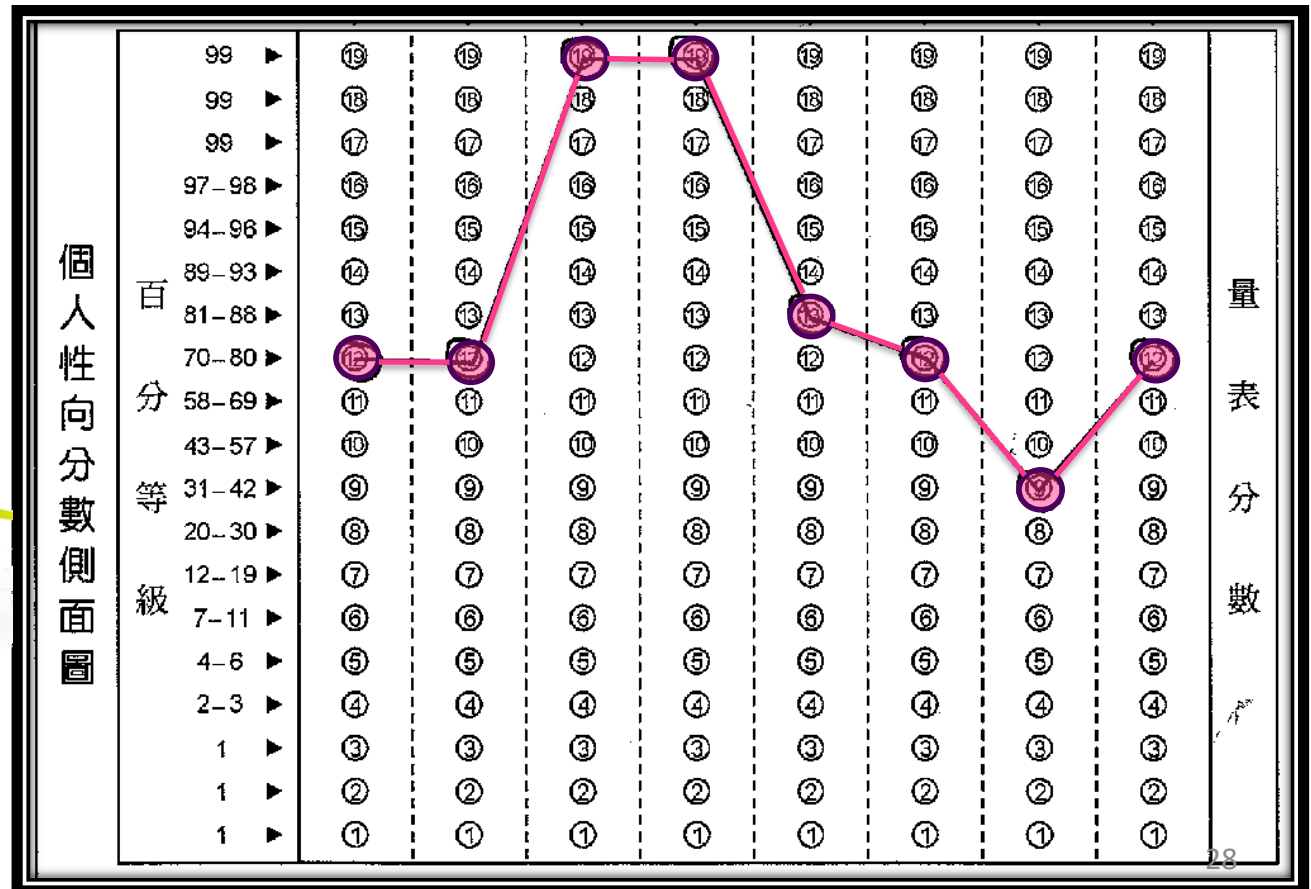 個人性向分數側面圖
百分等級
99 ► ⑲ ⑲ ⑲ ⑲ ⑲ ⑲ ⑲ ⑲
99 ► ⑱ ⑱ ⑱ ⑱ ⑱ ⑱ ⑱ ⑱
99 ► ⑰ ⑰ ⑰ ⑰ ⑰ ⑰ ⑰ ⑰
97–98 ► ⑯ ⑯ ⑯ ⑯ ⑯ ⑯ ⑯ ⑯
94–96 ► ⑮ ⑮ ⑮ ⑮ ⑮ ⑮ ⑮ ⑮
89–93 ► ⑭ ⑭ ⑭ ⑭ ⑭ ⑭ ⑭ ⑭
81–88 ► ⑬ ⑬ ⑬ ⑬ ⑬ ⑬ ⑬ ⑬
70–80 ► ⑫ ⑫ ⑫ ⑫ ⑫ ⑫ ⑫ ⑫
58–69 ► ⑪ ⑪ ⑪ ⑪ ⑪ ⑪ ⑪ ⑪
43–57 ► ⑩ ⑩ ⑩ ⑩ ⑩ ⑩ ⑩ ⑩
31–42 ► ⑨ ⑨ ⑨ ⑨ ⑨ ⑨ ⑨ ⑨
20–30 ► ⑧ ⑧ ⑧ ⑧ ⑧ ⑧ ⑧ ⑧
12–19 ► ⑦ ⑦ ⑦ ⑦ ⑦ ⑦ ⑦ ⑦
7–11 ► ⑥ ⑥ ⑥ ⑥ ⑥ ⑥ ⑥ ⑥
4–6 ► ⑤ ⑤ ⑤ ⑤ ⑤ ⑤ ⑤ ⑤
2–3 ► ④ ④ ④ ④ ④ ④ ④ ④
1 ► ③ ③ ③ ③ ③ ③ ③ ③
1 ► ② ② ② ② ② ② ② ②
1 ► ① ① ① ① ① ① ① ①
量表分數
28